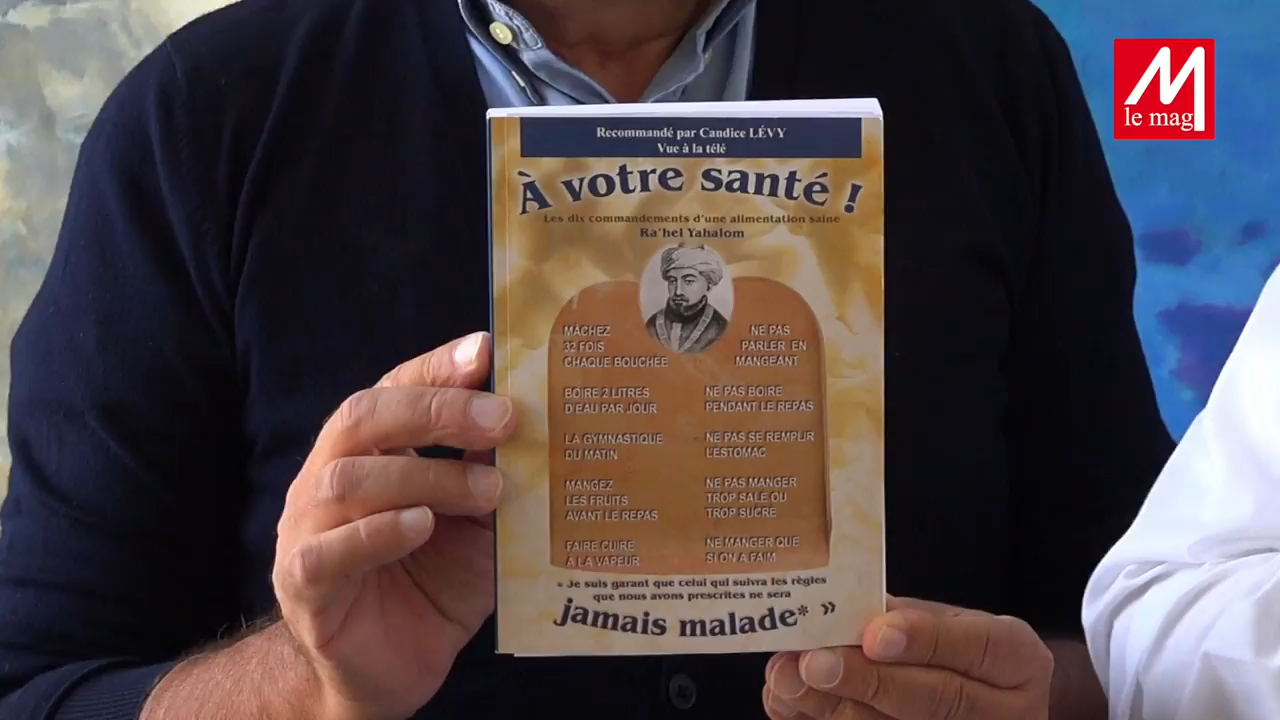 Recommandé par Candice LÉVY
Vue à la télé
À votre santé !
Les dix commandements d'une alimentation saine
Ra'hel Yahalom
MÂCHEZ
32 FOIS
CHAQUE BOUCHÉE
BOIRE 2 LITRES
D'EAU PAR JOUR
LA GYMNASTIQUE
DU MATIN
MANGEZ
LES FRUITS
AVANT LE REPAS
FAIRE CUIRE
A LA VAPEUR
NE PAS
PARLER EN
MANGEANT
NE PAS BOIRE
PENDANT LE REPAS
NE PAS SE REMPLIR
L'ESTOMAC
NE PAS MANGER
TROP SALE OU
TROP SUCRE
NE MANGER QUE
SI ON A FAIM
« Je suis garant que celui qui suivra les règles
que nous avons prescrites ne sera
jamais malade* »
M
le mag